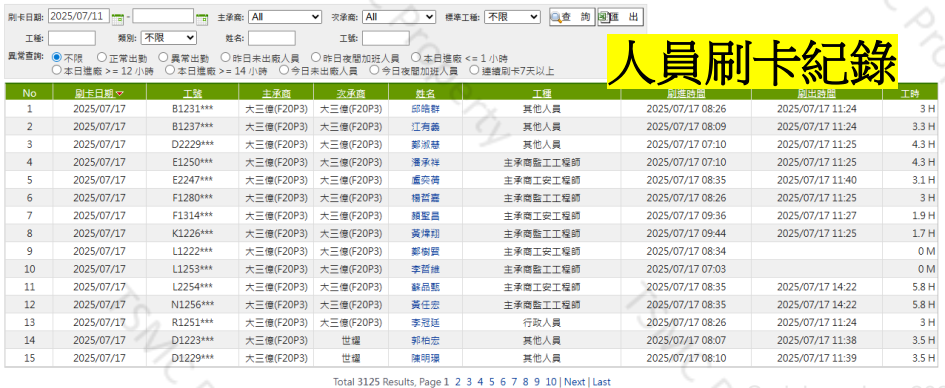 刷卡日期: 2025/07/11 - 主承商: All 次承商: All 標準工種: 不限 查 詢 匯 出
工種: 類別: 不限 姓名: 工號:
異常查詢: 不限 正常出勤 異常出勤 昨日未出廠人員 昨日夜間加班人員 本日進廠 <= 1 小時
本日進廠 >= 12 小時 本日進廠 >= 14 小時 今日未出廠人員 今日夜間加班人員 連續刷卡7天以上
人員刷卡紀錄
No 刷卡日期 工號 主承商 次承商 姓名 工種 刷進時間 刷出時間 工時
1 2025/07/17 B1231*** 大三億(F20P3) 大三億(F20P3) 邱皓群 其他人員 2025/07/17 08:26 2025/07/17 11:24 3 H
2 2025/07/17 B1237*** 大三億(F20P3) 大三億(F20P3) 江有義 其他人員 2025/07/17 08:09 2025/07/17 11:24 3.3 H
3 2025/07/17 D2229*** 大三億(F20P3) 大三億(F20P3) 鄭淑慧 其他人員 2025/07/17 07:10 2025/07/17 11:25 4.3 H
4 2025/07/17 E1250*** 大三億(F20P3) 大三億(F20P3) 潘承祥 主承商監工工程師 2025/07/17 07:10 2025/07/17 11:25 4.3 H
5 2025/07/17 E2247*** 大三億(F20P3) 大三億(F20P3) 盧奕蒨 主承商工安工程師 2025/07/17 08:35 2025/07/17 11:40 3.1 H
6 2025/07/17 F1280*** 大三億(F20P3) 大三億(F20P3) 楊哲嘉 主承商監工工程師 2025/07/17 08:26 2025/07/17 11:25 3 H
7 2025/07/17 F1314*** 大三億(F20P3) 大三億(F20P3) 賴聖昌 主承商工安工程師 2025/07/17 09:36 2025/07/17 11:27 1.9 H
8 2025/07/17 K1226*** 大三億(F20P3) 大三億(F20P3) 黃煒翔 主承商監工工程師 2025/07/17 09:44 2025/07/17 11:25 1.7 H
9 2025/07/17 L1222*** 大三億(F20P3) 大三億(F20P3) 鄭樹賢 主承商工安工程師 2025/07/17 08:34 0 M
10 2025/07/17 L1253*** 大三億(F20P3) 大三億(F20P3) 李哲維 主承商監工工程師 2025/07/17 07:03 0 M
11 2025/07/17 L2254*** 大三億(F20P3) 大三億(F20P3) 蘇品甄 主承商工安工程師 2025/07/17 08:35 2025/07/17 14:22 5.8 H
12 2025/07/17 N1256*** 大三億(F20P3) 大三億(F20P3) 黃任宏 主承商監工工程師 2025/07/17 08:35 2025/07/17 14:22 5.8 H
13 2025/07/17 R1251*** 大三億(F20P3) 大三億(F20P3) 李冠廷 行政人員 2025/07/17 08:26 2025/07/17 11:24 3 H
14 2025/07/17 D1223*** 大三億(F20P3) 世耀 郭柏宏 其他人員 2025/07/17 08:07 2025/07/17 11:38 3.5 H
15 2025/07/17 D1229*** 大三億(F20P3) 世耀 陳明璟 其他人員 2025/07/17 08:10 2025/07/17 11:39 3.5 H
Total 3125 Results, Page 1 2 3 4 5 6 7 8 9 10 | Next | Last